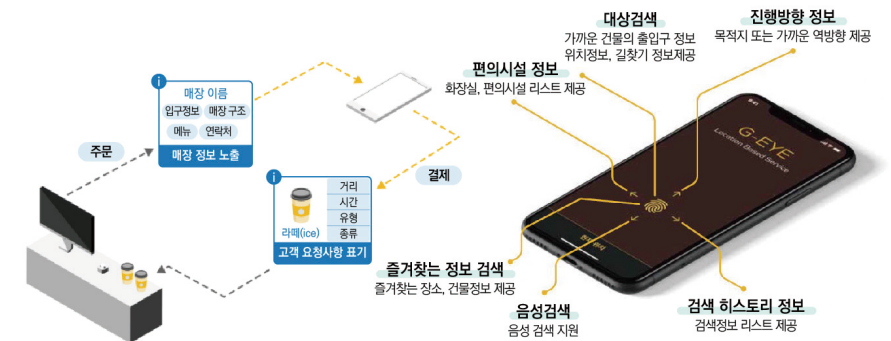 주문
매장 이름
입구정보 매장 구조
메뉴 연락처
매장 정보 노출
결제
라떼(ice)
거리
시간
유형
종류
고객 요청사항 표기
대상검색
가까운 건물의 출입구 정보
위치정보, 길찾기 정보제공
진행방향 정보
목적지 또는 가까운 역방향 제공
편의시설 정보
화장실, 편의시설 리스트 제공
G-EYE
Location Based Service
즐겨찾는 정보 검색
즐겨찾는 장소, 건물정보 제공
음성검색
음성 검색 지원
검색 히스토리 정보
검색정보 리스트 제공